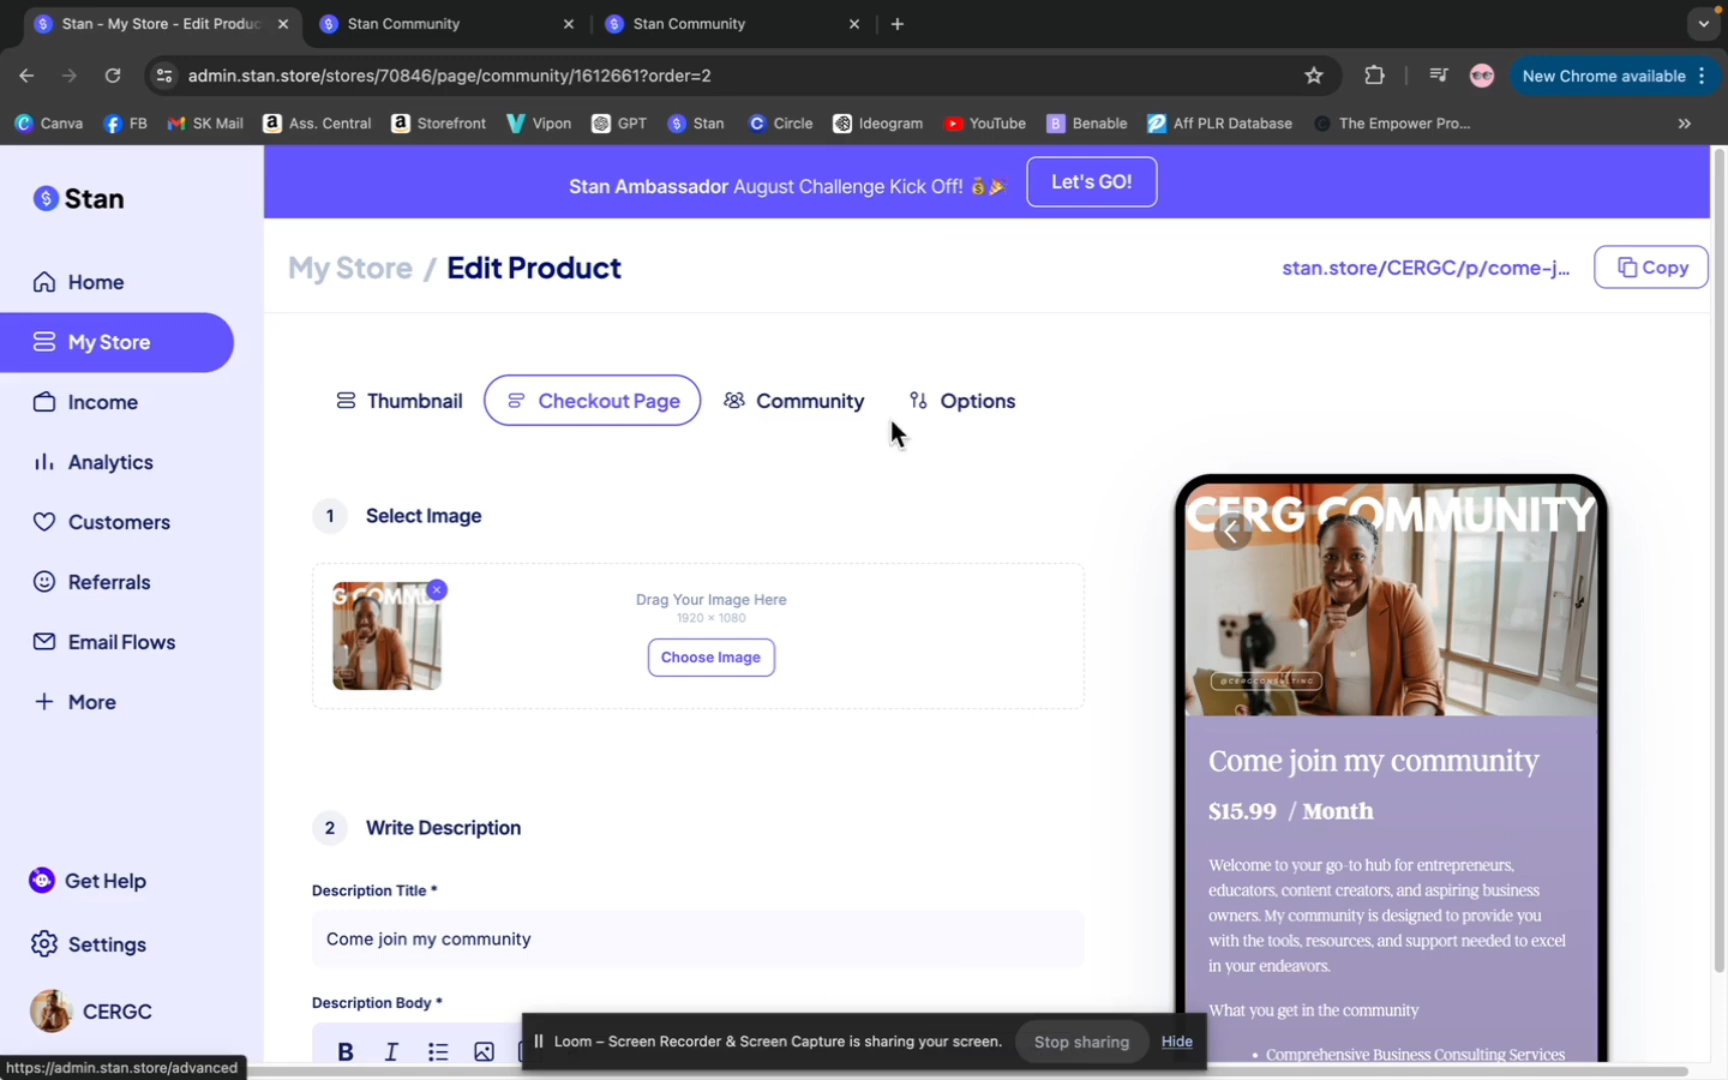 Stan - My Store - Edit Produc
Stan Community
Stan Community
admin.stan.store/stores/70846/page/community/1612661?order=2
New Chrome available
Canva
FB
SK Mail
Ass. Central
Storefront
Vipon
GPT
Stan
Circle
Ideogram
YouTube
Benable
Aff PLR Database
The Empower Pro...
Stan
Stan Ambassador August Challenge Kick Off! 💰🎉
Let's GO!
My Store / Edit Product
stan.store/CERGC/p/come-j...
Copy
Home
My Store
Income
Analytics
Customers
Referrals
Email Flows
More
Get Help
Settings
CERGC
Thumbnail
Checkout Page
Community
Options
1 Select Image
G COMMU
Drag Your Image Here
1920 × 1080
Choose Image
2 Write Description
Description Title *
Come join my community
Description Body *
B I
CERG COMMUNITY
@CERGCONSULTING
Come join my community
$15.99 / Month
Welcome to your go-to hub for entrepreneurs,
educators, content creators, and aspiring business
owners. My community is designed to provide you
with the tools, resources, and support needed to excel
in your endeavors.
What you get in the community
• Comprehensive Business Consulting Services
Loom – Screen Recorder & Screen Capture is sharing your screen.
Stop sharing
Hide
https://admin.stan.store/advanced